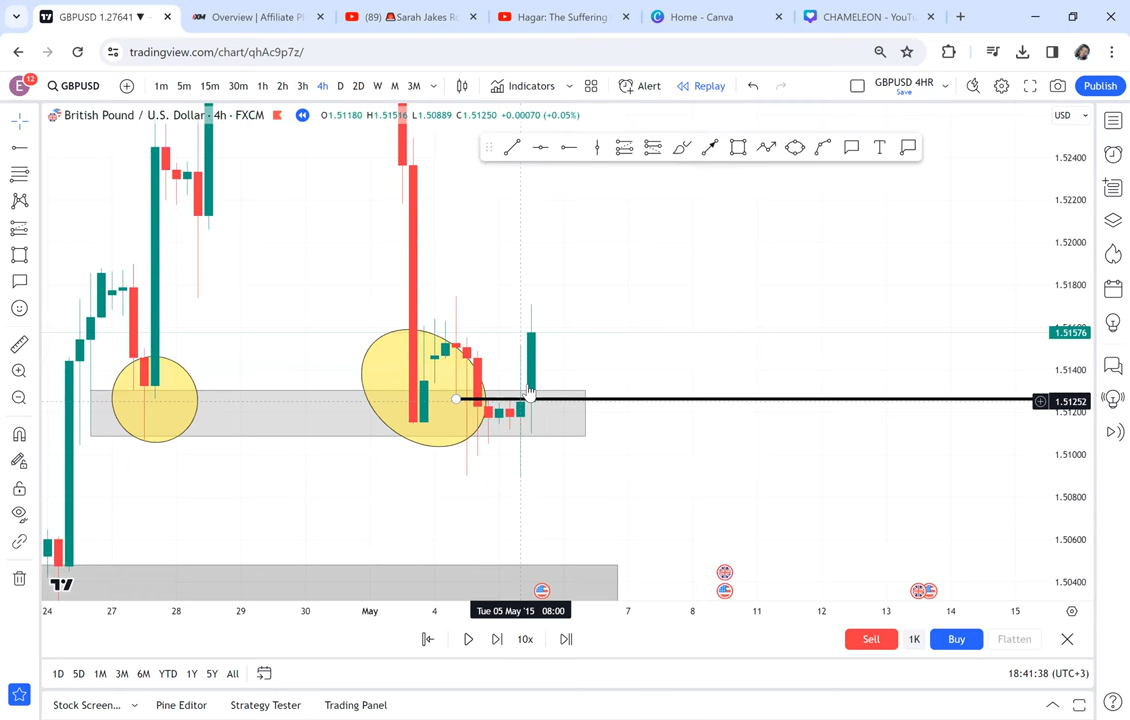 GBPUSD 1.27641 ▼
Overview | Affiliate P
(89) 🚨Sarah Jakes R
Hagar: The Suffering
Home - Canva
CHAMELEON - YouT
tradingview.com/chart/qhAc9p7z/
E 12
GBPUSD
1m 5m 15m 30m 1h 2h 3h 4h D 2D W M 3M
Indicators
Alert
Replay
GBPUSD 4HR
Save
Publish
British Pound / U.S. Dollar · 4h · FXCM
O1.51180 H1.51516 L1.50889 C1.51250 +0.00070 (+0.05%)
USD
1.52400
1.52200
1.52000
1.51800
1.51576
1.51400
1.51252
1.51200
1.51000
1.50800
1.50600
1.50400
24 27 28 30 May 4 Tue 05 May '15 08:00 7 8 11 12 13 14 15
10x
Sell 1K Buy Flatten
1D 5D 1M 3M 6M YTD 1Y 5Y All
18:41:38 (UTC+3)
Stock Screen... Pine Editor Strategy Tester Trading Panel